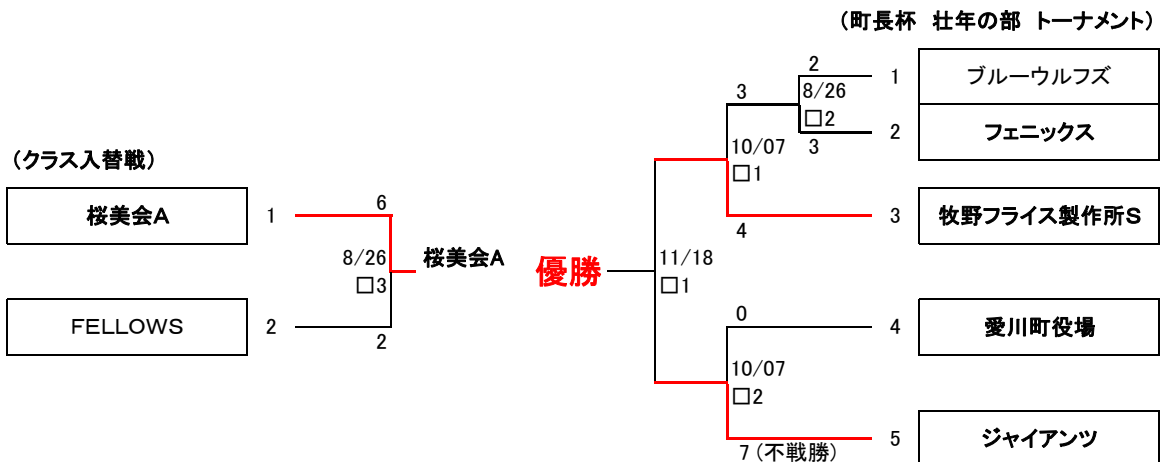 （町長杯 壮年の部 トーナメント）
2
1
ブルーウルフズ
8/26
□2
3
2
フェニックス
3
10/07
□1
4
3
牧野フライス製作所S
（クラス入替戦）
桜美会A
1
6
8/26
□3
桜美会A
FELLOWS
2
2
優勝
11/18
□1
0
4
愛川町役場
10/07
□2
7 (不戦勝)
5
ジャイアンツ